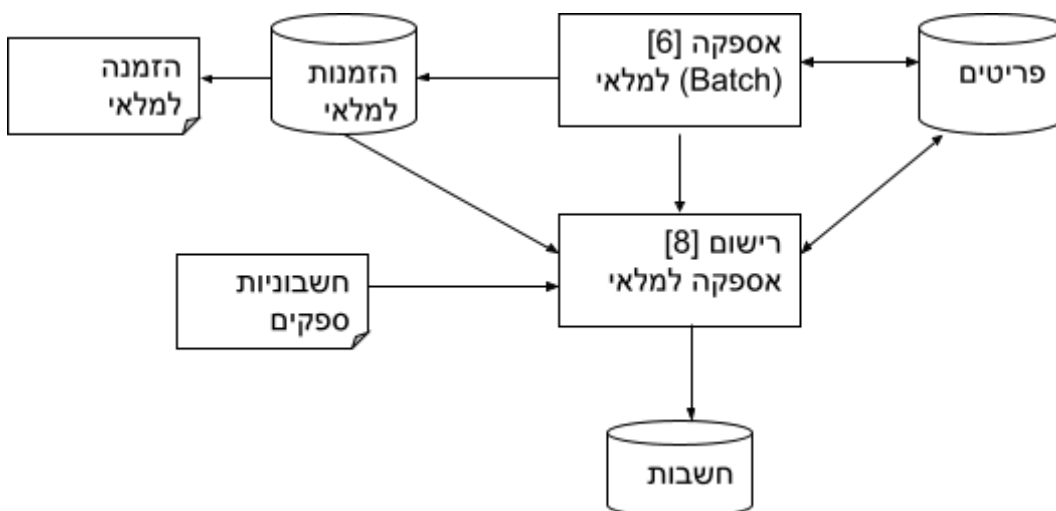 פריטים
אספקה [6]
(Batch) למלאי
הזמנות
למלאי
הזמנה
למלאי
רישום [8]
אספקה למלאי
חשבוניות
ספקים
חשבות